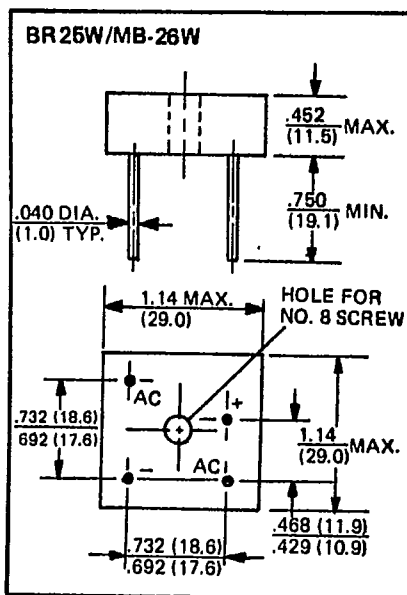 BR25W/MB-26W
.452 MAX.
(11.5)
.750 MIN.
(19.1)
.040 DIA.
(1.0) TYP.
1.14 MAX.
(29.0)
HOLE FOR
NO. 8 SCREW
AC
+
.732 (18.6)
692 (17.6)
1.14 MAX.
(29.0)
-
AC
.468 (11.9)
.429 (10.9)
.732 (18.6)
.692 (17.6)